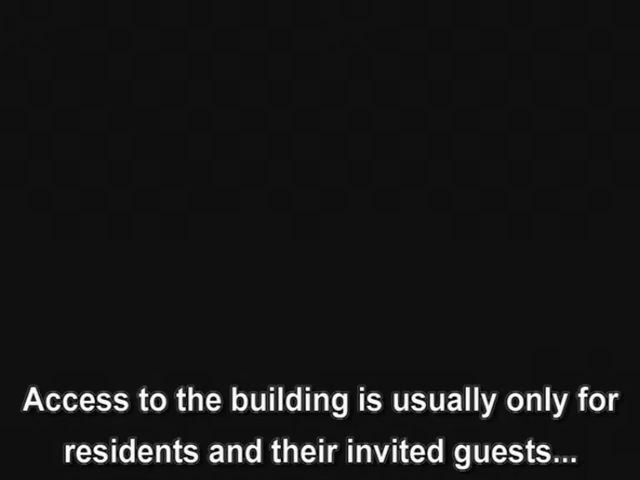 Access to the building is usually only for
residents and their invited guests...